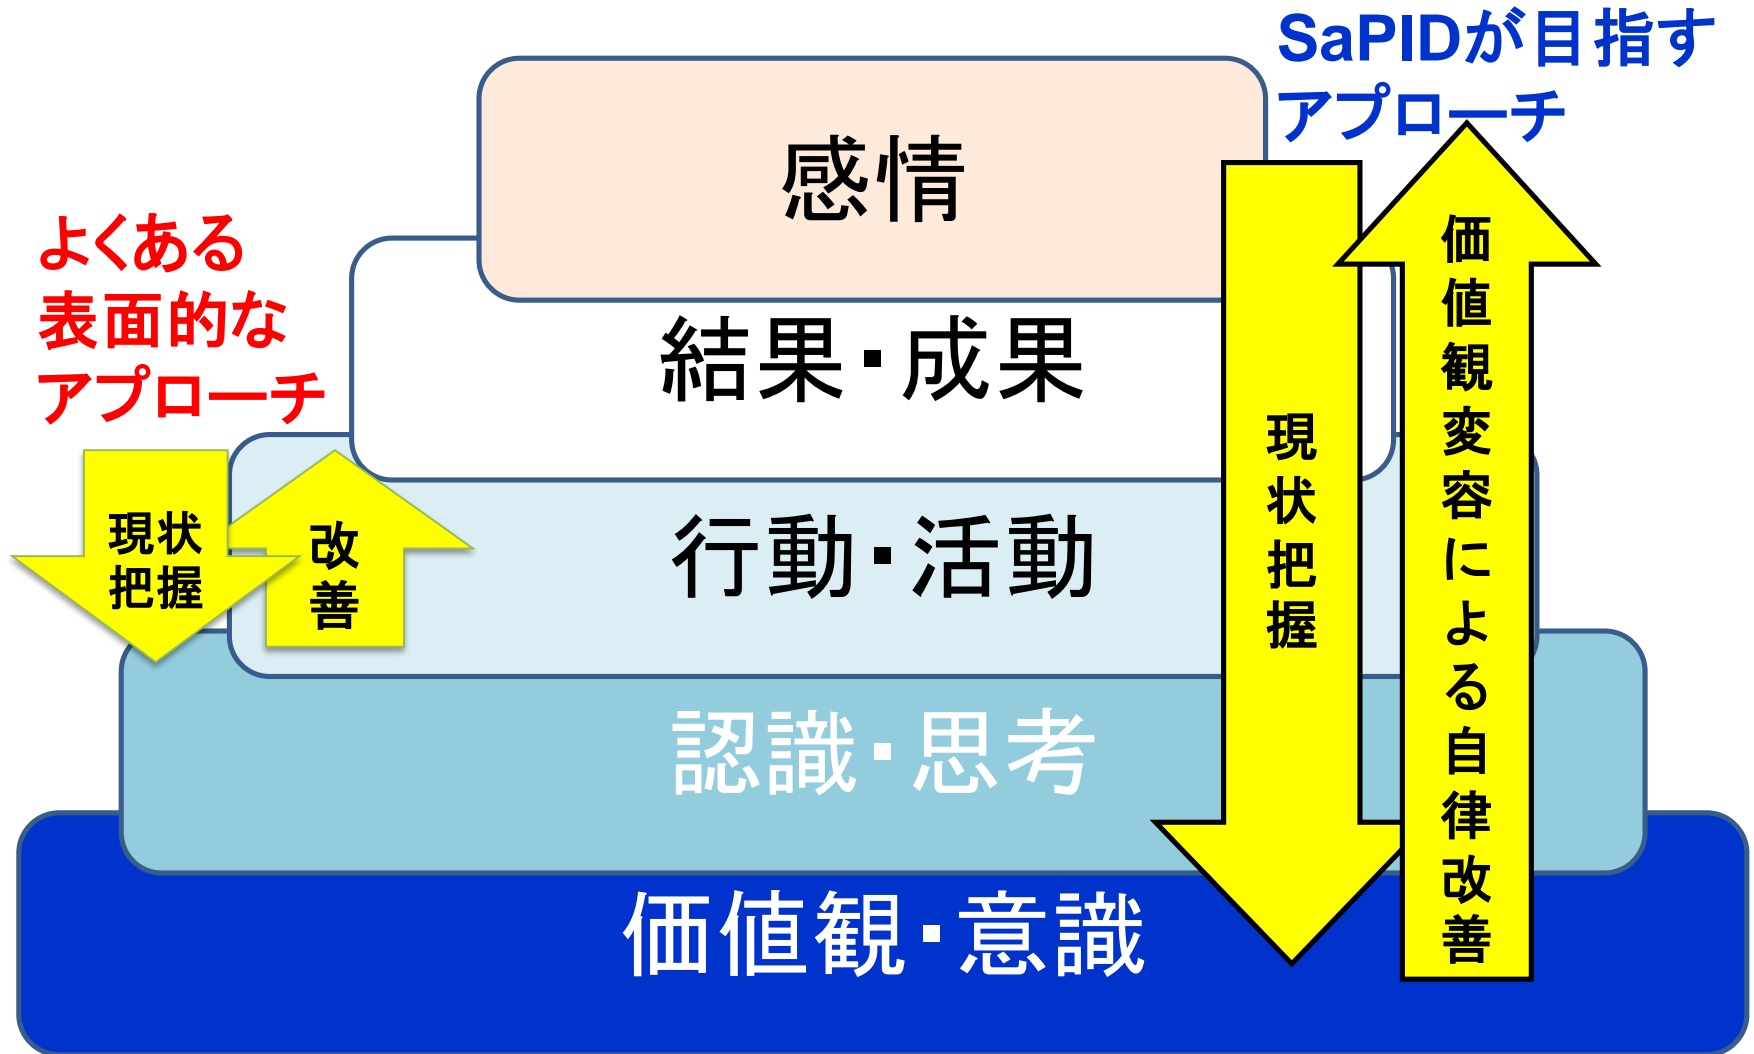 SaPIDが目指す
アプローチ
感情
よくある
表面的な
アプローチ
結果・成果
行動・活動
認識・思考
価値観・意識
現状
把握
改
善
現状把握
価値観変容による自律改善